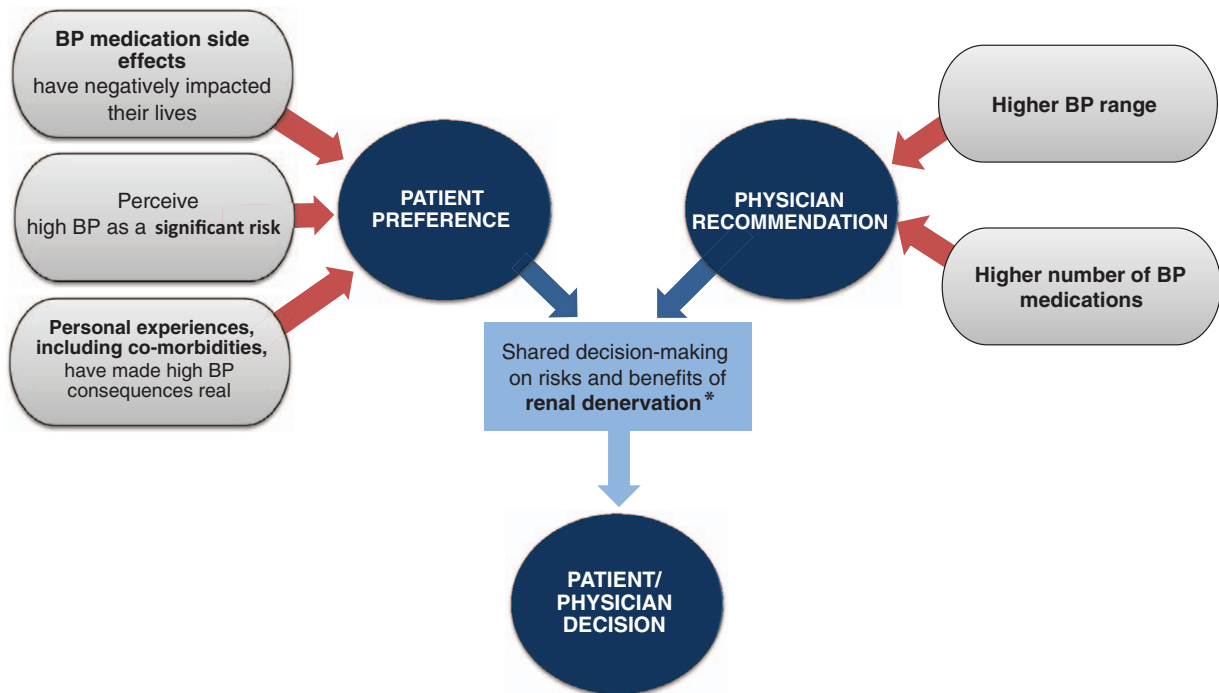 BP medication side
effects
have negatively impacted
their lives
Perceive
high BP as a significant risk
Personal experiences,
including co-morbidities,
have made high BP
consequences real
PATIENT
PREFERENCE
PHYSICIAN
RECOMMENDATION
Higher BP range
Higher number of BP
medications
Shared decision-making
on risks and benefits of
renal denervation*
PATIENT/
PHYSICIAN
DECISION